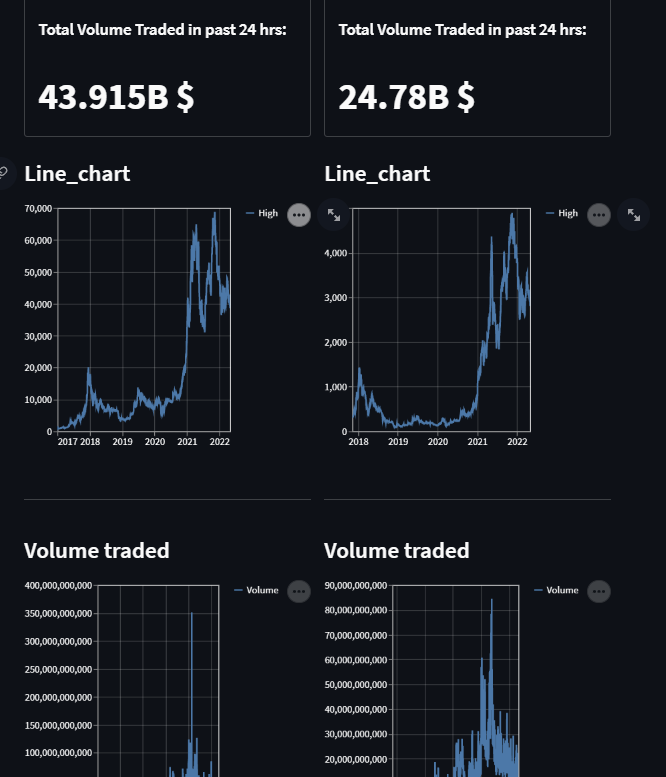 Total Volume Traded in past 24 hrs:
43.915B $
Total Volume Traded in past 24 hrs:
24.78B $
Line_chart
High
70,000
60,000
50,000
40,000
30,000
20,000
10,000
0
2017 2018 2019 2020 2021 2022
Line_chart
High
4,000
3,000
2,000
1,000
0
2018 2019 2020 2021 2022
Volume traded
Volume
400,000,000,000
350,000,000,000
300,000,000,000
250,000,000,000
200,000,000,000
150,000,000,000
100,000,000,000
Volume traded
Volume
90,000,000,000
80,000,000,000
70,000,000,000
60,000,000,000
50,000,000,000
40,000,000,000
30,000,000,000
20,000,000,000